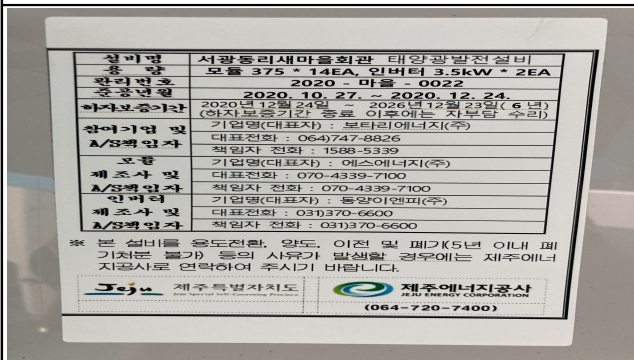 설비명 서광동리새마을회관 태양광발전설비
용 량 모듈 375 * 14EA, 인버터 3.5kW * 2EA
관리번호 2020 - 마을 - 0022
준공년월 2020. 10. 27. ~ 2020. 12. 24.
하자보증기간 2020년 12월 24일 ~ 2026년 12월 23일( 6 년)
(하자보증기간 종료 이후에는 자부담 수리)
참여기업 및 A/S책임자 기업명(대표자) : 보타리에너지(주)
대표전화 : 064)747-8826
책임자 전화 : 1588-5339
모듈 제조사 및 A/S책임자 기업명(대표자) : 에스에너지(주)
대표전화 : 070-4339-7100
책임자 전화 : 070-4339-7100
인버터 제조사 및 A/S책임자 기업명(대표자) : 동양이엔피(주)
대표전화 : 031)370-6600
책임자 전화 : 031)370-6600
※ 본 설비를 용도전환, 양도, 이전 및 폐기(5년 이내 폐
기처분 불가) 등의 사유가 발생할 경우에는 제주에너
지공사로 연락하여 주시기 바랍니다.
Jeju 제주특별자치도
Jeju Special Self-Governing Province
제주에너지공사
JEJU ENERGY CORPORATION
(064-720-7400)